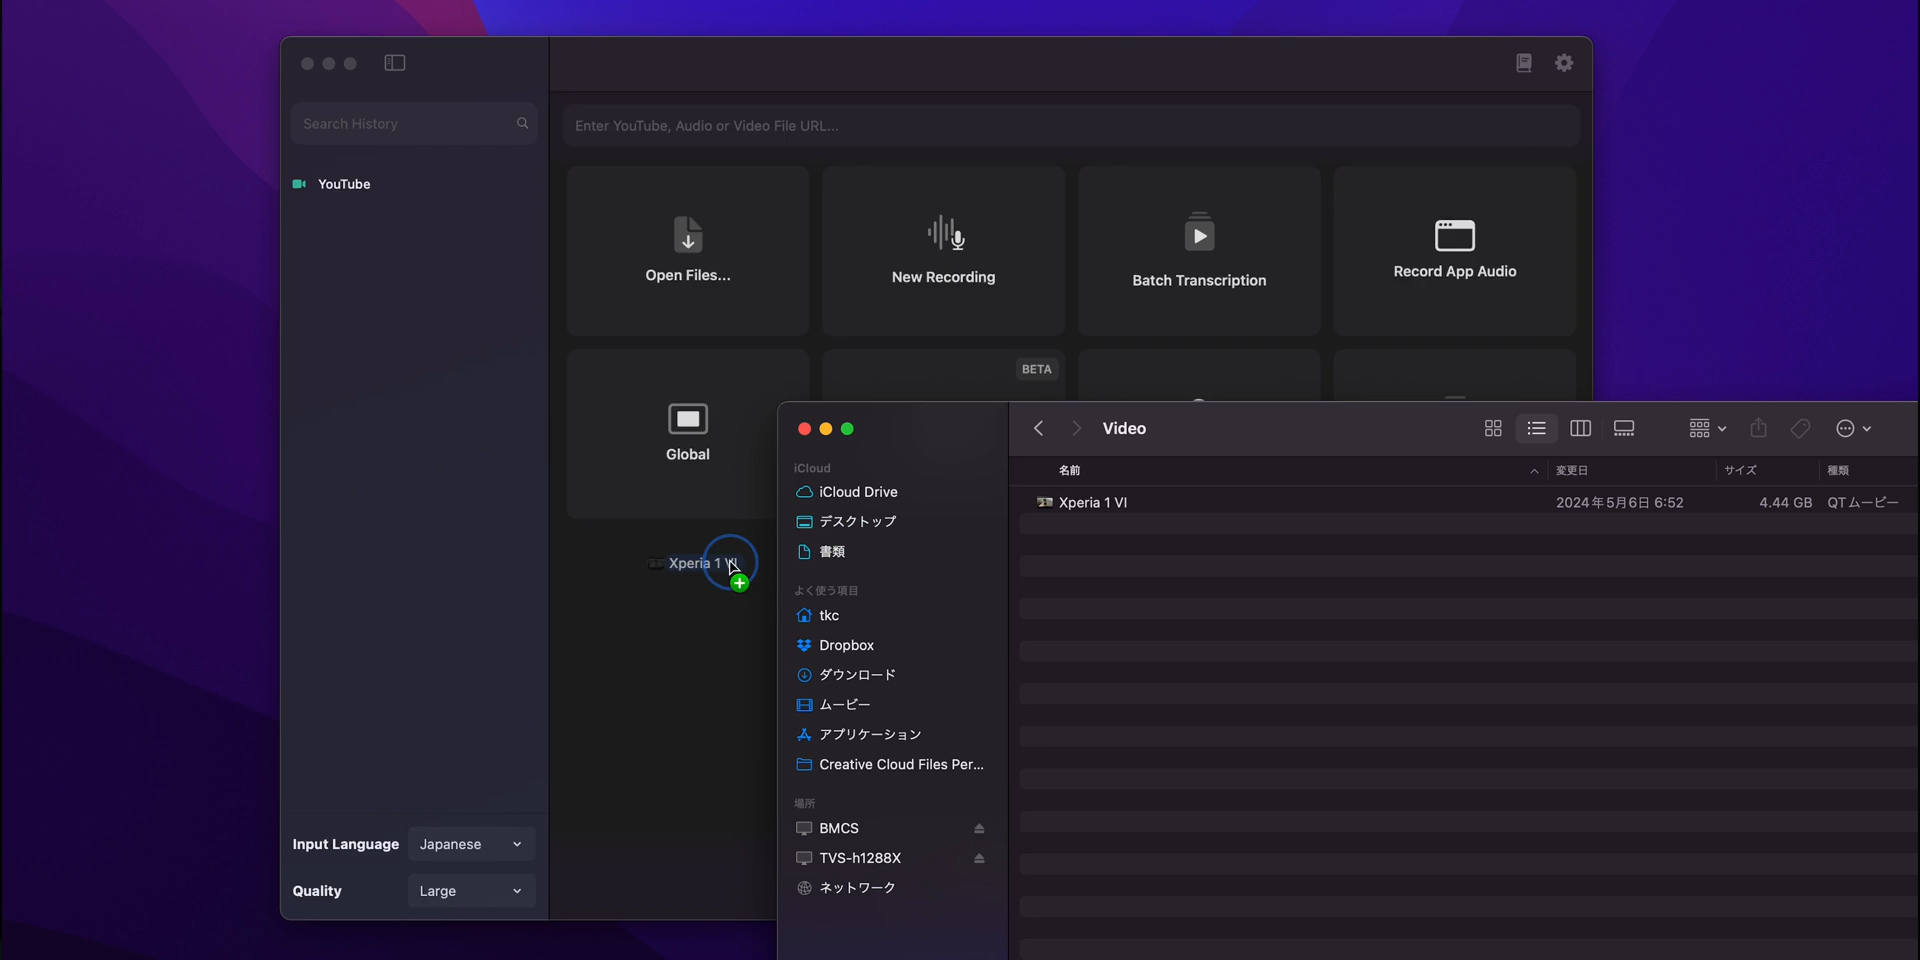 Search History
YouTube
Enter YouTube, Audio or Video File URL...
Open Files...
New Recording
Batch Transcription
Record App Audio
Global
BETA
Xperia 1 VI
Input Language
Japanese
Quality
Large
iCloud
iCloud Drive
デスクトップ
書類
よく使う項目
tkc
Dropbox
ダウンロード
ムービー
アプリケーション
Creative Cloud Files Per...
場所
BMCS
TVS-h1288X
ネットワーク
Video
名前 変更日 サイズ 種類
Xperia 1 VI 2024年5月6日 6:52 4.44 GB QTムービー